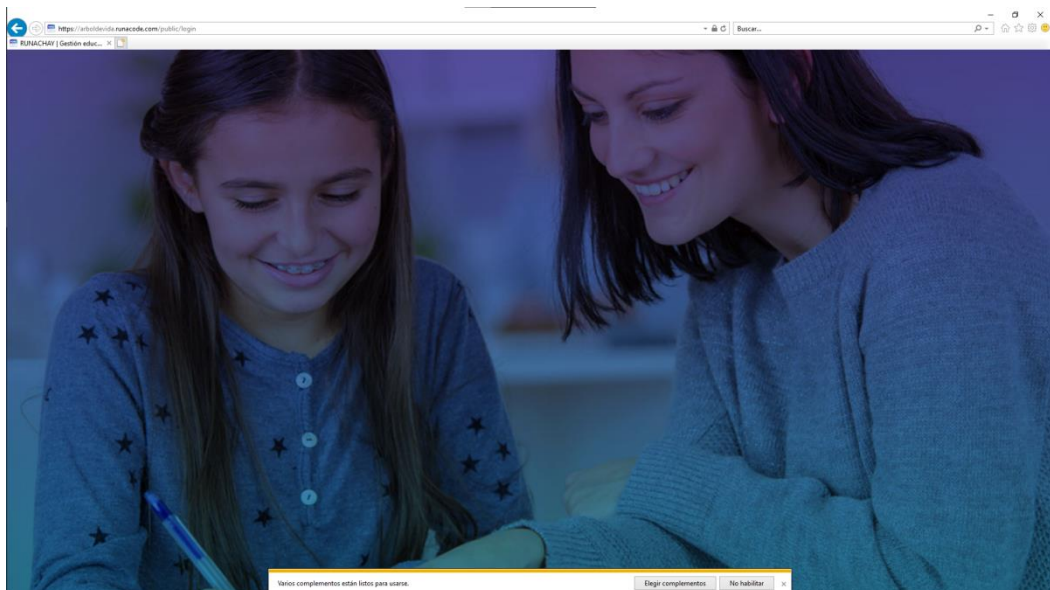 https://arboldevida.runacode.com/public/login
Buscar...
RUNACHAY | Gestión educ...
Varios complementos están listos para usarse.
Elegir complementos
No habilitar